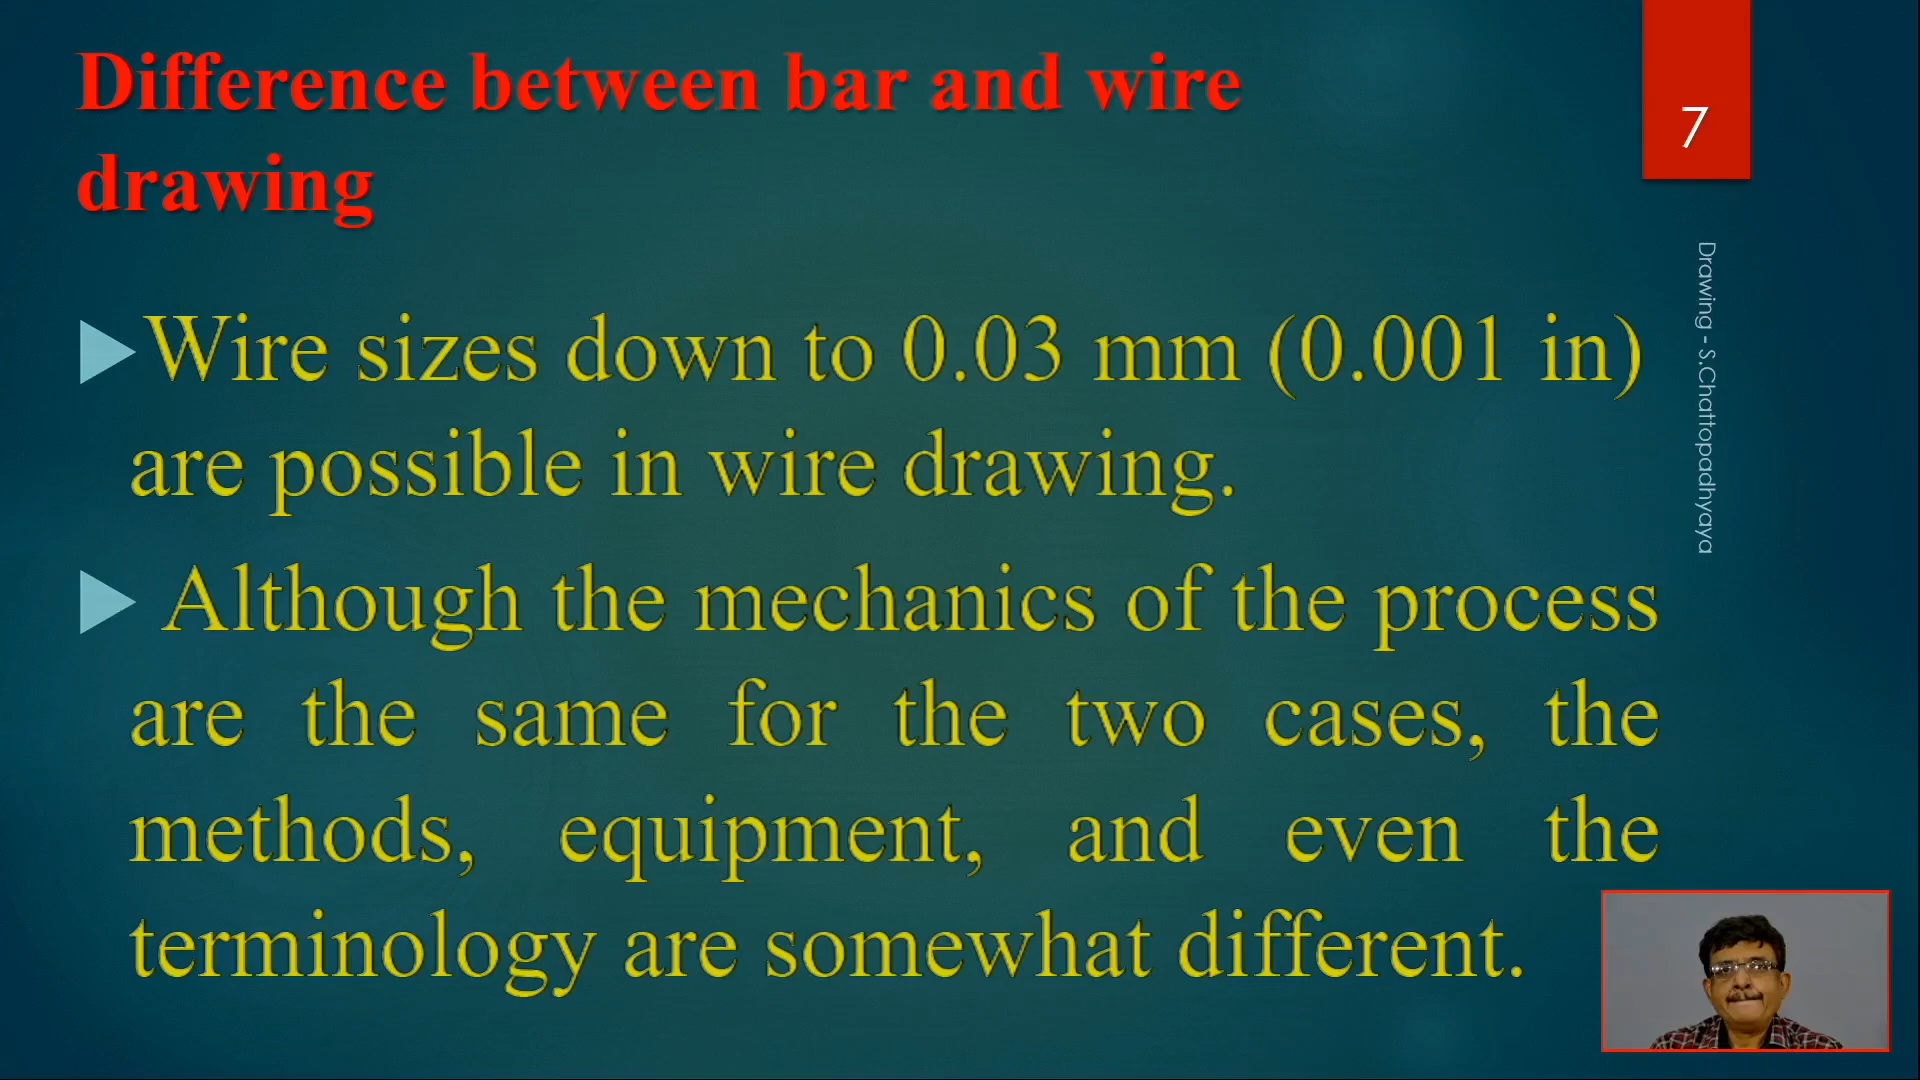 Difference between bar and wire
drawing
7
Wire sizes down to 0.03 mm (0.001 in)
are possible in wire drawing.
Although the mechanics of the process
are the same for the two cases, the
methods, equipment, and even the
terminology are somewhat different.
Drawing - S.Chattopadhyaya